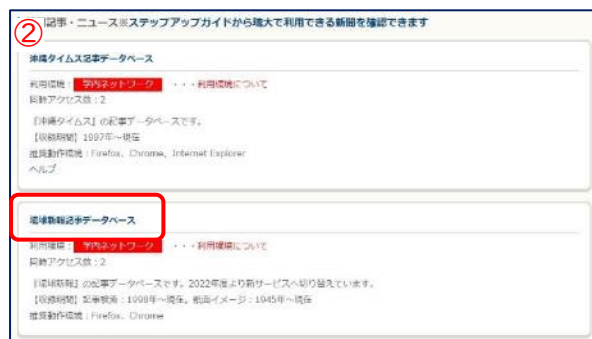 ②
記事・ニュース※ステップアップガイドから琉大で利用できる新聞を確認できます
沖縄タイムス記事データベース
利用環境：学内ネットワーク ・・・利用環境について
同時アクセス数：2
『沖縄タイムス』の記事データベースです。
【収録期間】1997年～現在
推奨動作環境：Firefox、Chrome、Internet Explorer
ヘルプ
琉球新報記事データベース
利用環境：学内ネットワーク ・・・利用環境について
同時アクセス数：2
『琉球新報』の記事データベースです。2022年度より新サービスへ切り替えています。
【収録期間】記事検索：1998年～現在，紙面イメージ：1945年～現在
推奨動作環境：Firefox、Chrome